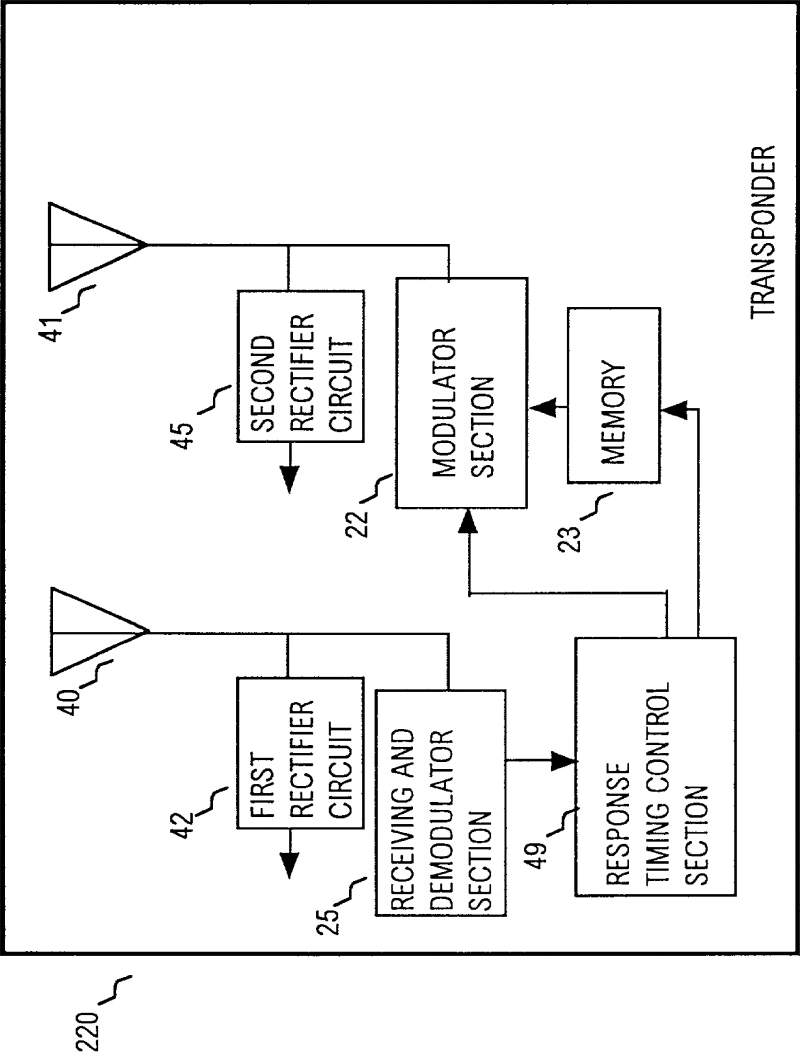 220
40
41
42
FIRST
RECTIFIER
CIRCUIT
45
SECOND
RECTIFIER
CIRCUIT
25
RECEIVING AND
DEMODULATOR
SECTION
22
MODULATOR
SECTION
49
RESPONSE
TIMING CONTROL
SECTION
23
MEMORY
TRANSPONDER